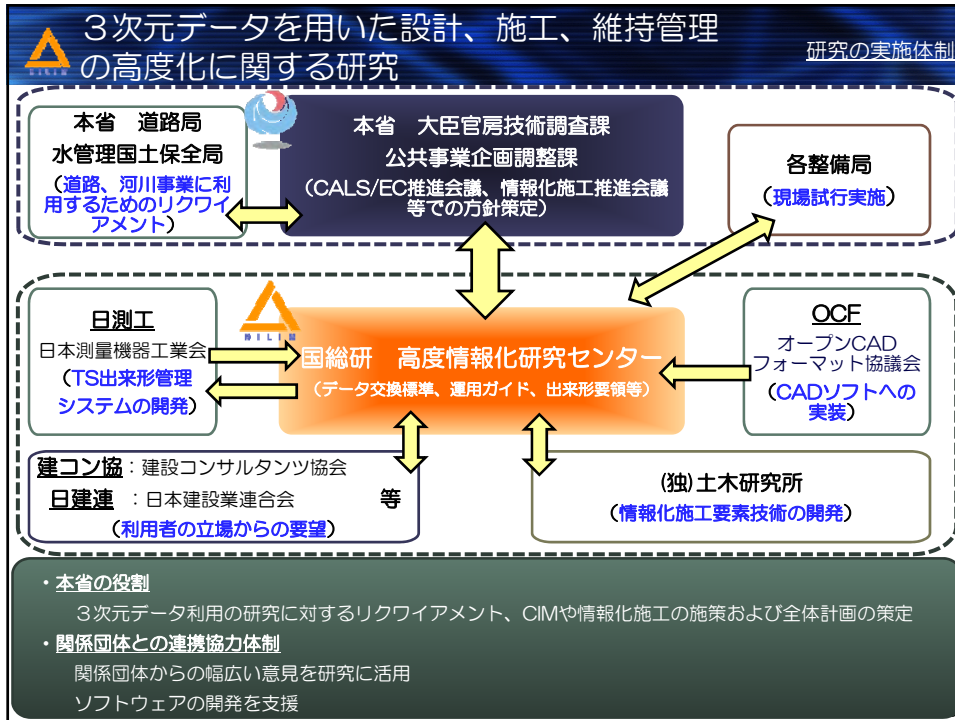 ３次元データを用いた設計、施工、維持管理
の高度化に関する研究
研究の実施体制
本省　道路局
水管理国土保全局
（道路、河川事業に利
用するためのリクワイ
アメント）
本省　大臣官房技術調査課
公共事業企画調整課
（CALS/EC推進会議、情報化施工推進会議
等での方針策定）
各整備局
（現場試行実施）
日測工
日本測量機器工業会
（TS出来形管理
システムの開発）
NILIM
国総研　高度情報化研究センター
（データ交換標準、運用ガイド、出来形要領等）
OCF
オープンCAD
フォーマット協議会
（CADソフトへの
実装）
建コン協：建設コンサルタンツ協会
日建連　：日本建設業連合会　　等
（利用者の立場からの要望）
(独)土木研究所
（情報化施工要素技術の開発）
・本省の役割
３次元データ利用の研究に対するリクワイアメント、CIMや情報化施工の施策および全体計画の策定
・関係団体との連携協力体制
関係団体からの幅広い意見を研究に活用
ソフトウェアの開発を支援